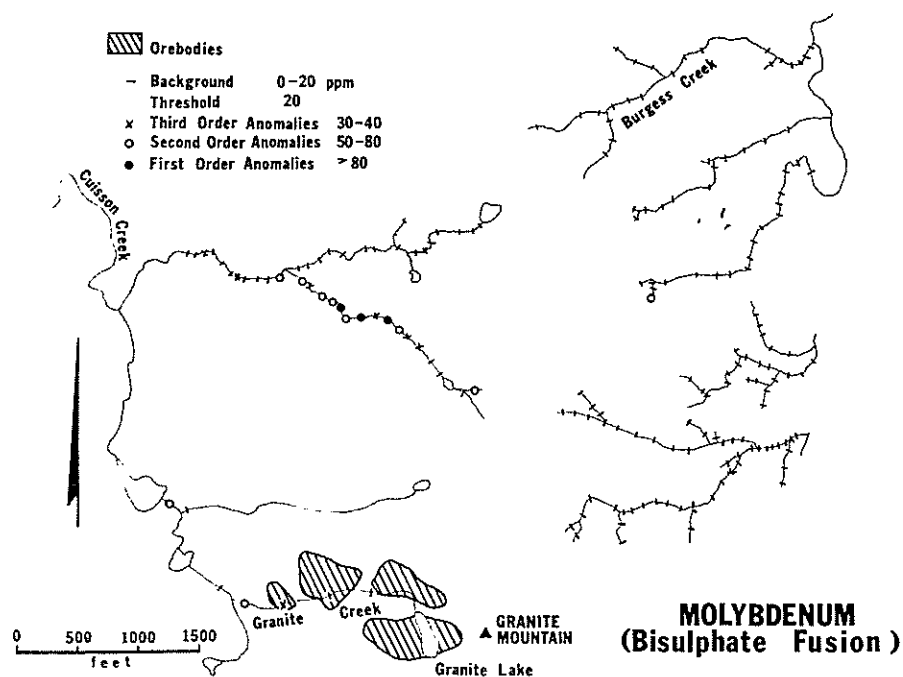 Orebodies
Background 0-20 ppm
Threshold 20
x Third Order Anomalies 30-40
o Second Order Anomalies 50-80
● First Order Anomalies >80
Burgess Creek
Cuisson Creek
Granite Creek
GRANITE
MOUNTAIN
Granite Lake
0 500 1000 1500
feet
MOLYBDENUM
(Bisulphate Fusion)